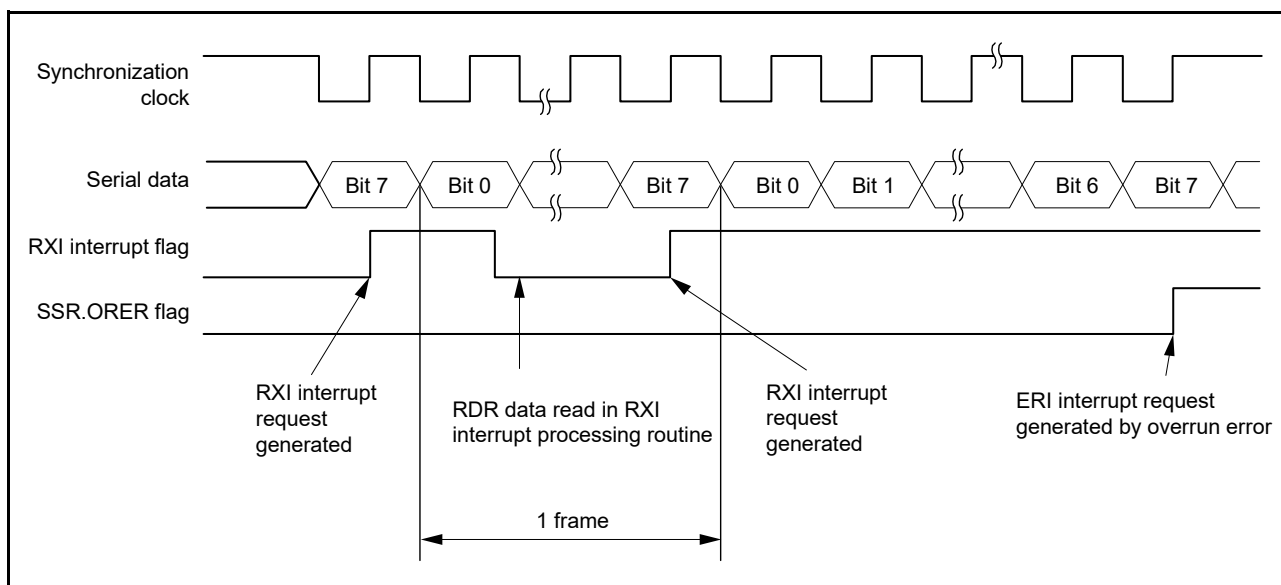 Synchronization
clock
Serial data
Bit 7
Bit 0
Bit 7
Bit 0
Bit 1
Bit 6
Bit 7
RXI interrupt flag
SSR.ORER flag
RXI interrupt
request
generated
RDR data read in RXI
interrupt processing routine
RXI interrupt
request
generated
ERI interrupt request
generated by overrun error
1 frame